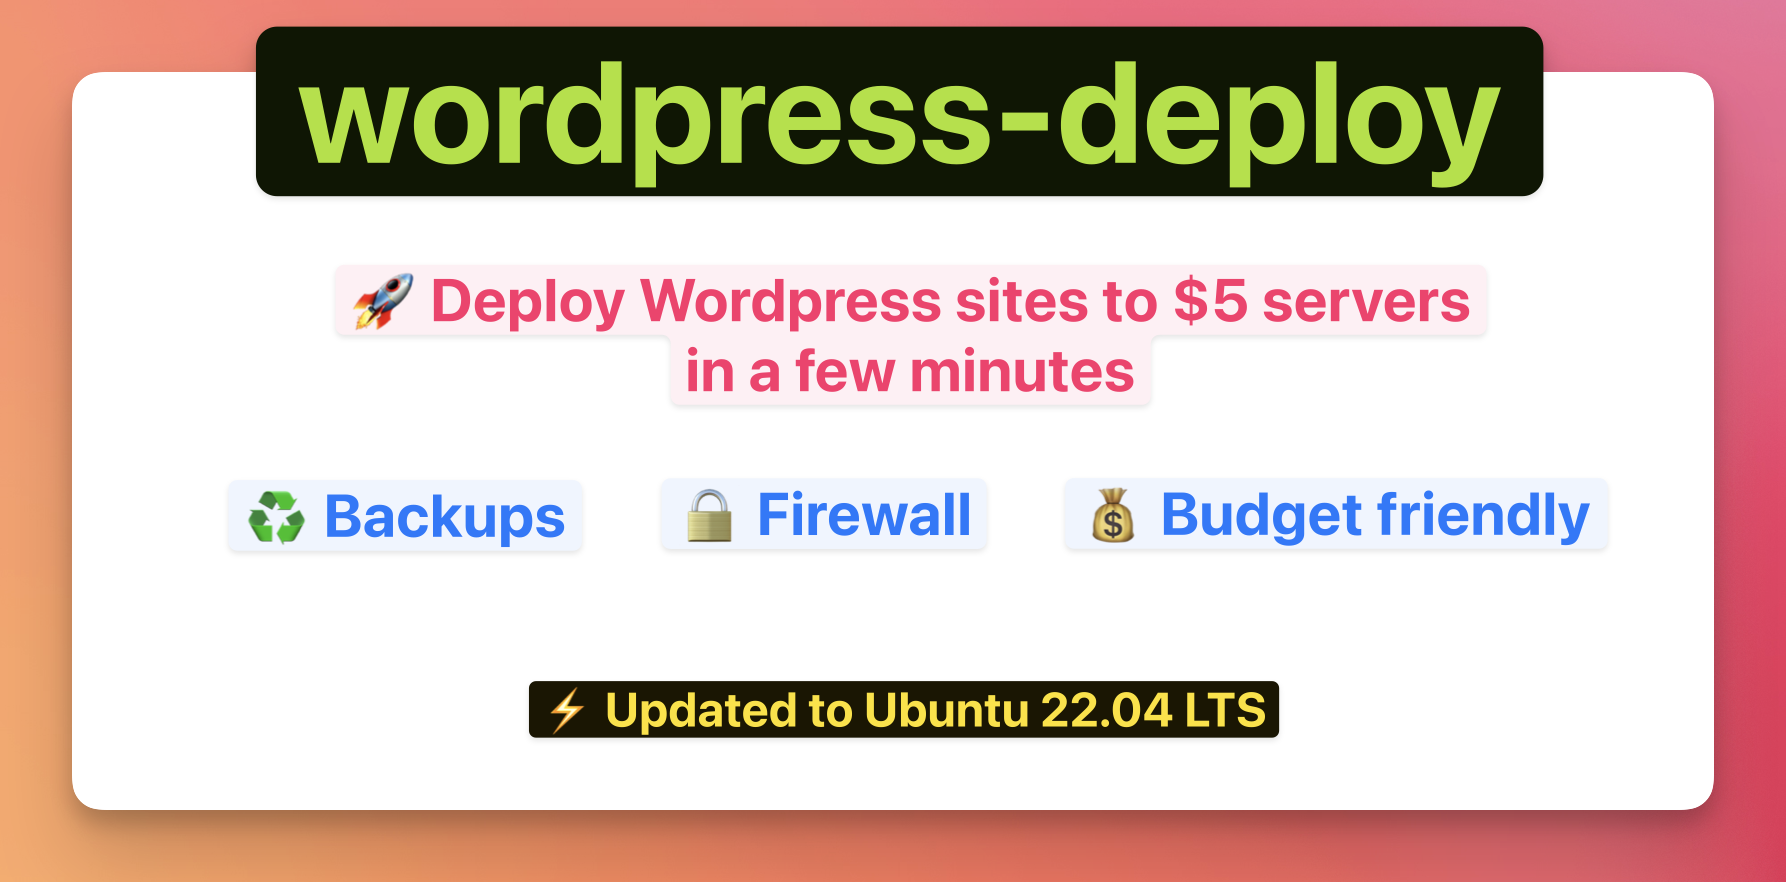 wordpress-deploy
🚀 Deploy Wordpress sites to $5 servers
in a few minutes
♻️ Backups 🔒 Firewall 💰 Budget friendly
⚡ Updated to Ubuntu 22.04 LTS